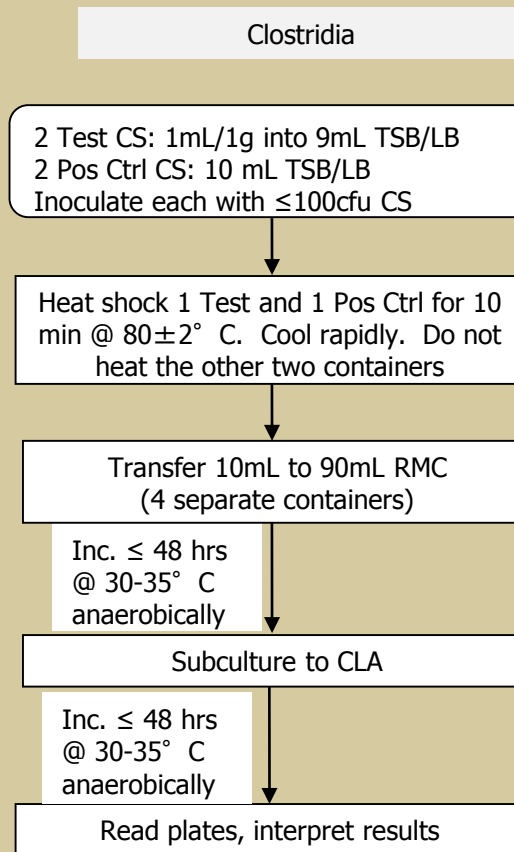 Clostridia
2 Test CS: 1mL/1g into 9mL TSB/LB
2 Pos Ctrl CS: 10 mL TSB/LB
Inoculate each with ≤100cfu CS
Heat shock 1 Test and 1 Pos Ctrl for 10
min @ 80±2° C. Cool rapidly. Do not
heat the other two containers
Transfer 10mL to 90mL RMC
(4 separate containers)
Inc. ≤ 48 hrs
@ 30-35° C
anaerobically
Subculture to CLA
Inc. ≤ 48 hrs
@ 30-35° C
anaerobically
Read plates, interpret results